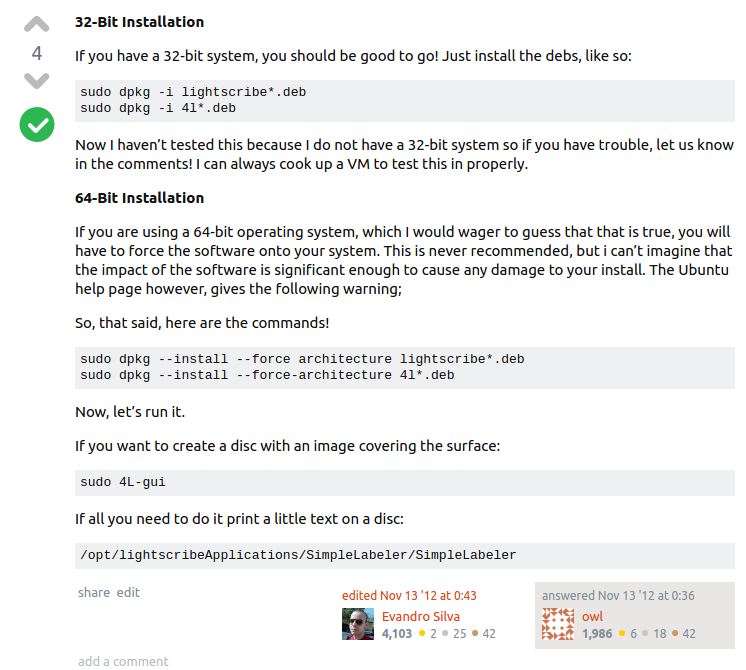 32-Bit Installation
4
If you have a 32-bit system, you should be good to go! Just install the debs, like so:
sudo dpkg -i lightscribe*.deb
sudo dpkg -i 4l*.deb
Now I haven’t tested this because I do not have a 32-bit system so if you have trouble, let us know
in the comments! I can always cook up a VM to test this in properly.
64-Bit Installation
If you are using a 64-bit operating system, which I would wager to guess that that is true, you will
have to force the software onto your system. This is never recommended, but i can’t imagine that
the impact of the software is significant enough to cause any damage to your install. The Ubuntu
help page however, gives the following warning;
So, that said, here are the commands!
sudo dpkg --install --force architecture lightscribe*.deb
sudo dpkg --install --force-architecture 4l*.deb
Now, let’s run it.
If you want to create a disc with an image covering the surface:
sudo 4L-gui
If all you need to do it print a little text on a disc:
/opt/lightscribeApplications/SimpleLabeler/SimpleLabeler
share edit
edited Nov 13 '12 at 0:43
Evandro Silva
4,103 2 25 42
answered Nov 13 '12 at 0:36
owl
1,986 6 18 42
add a comment